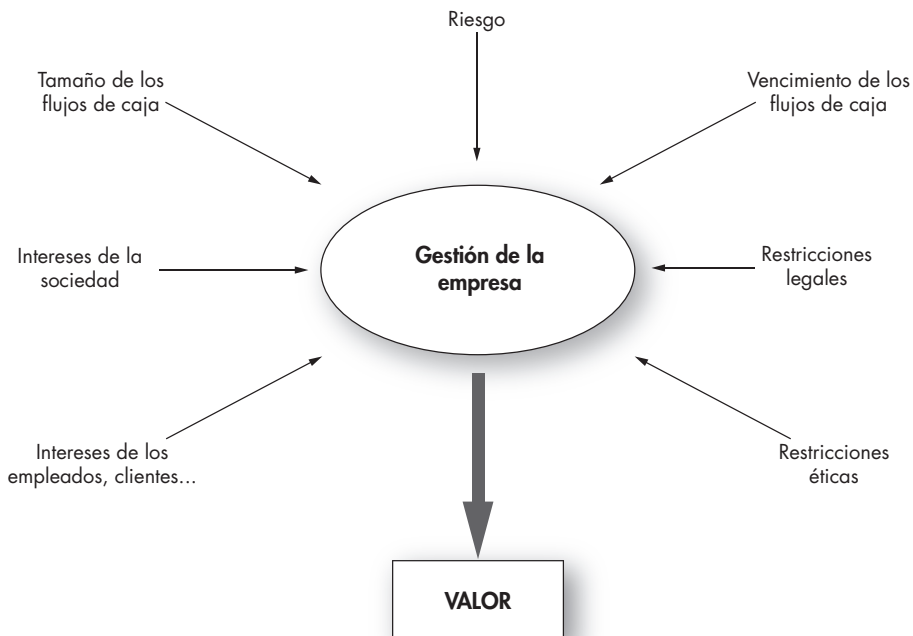 Riesgo
Tamaño de los
flujos de caja
Vencimiento de los
flujos de caja
Intereses de la
sociedad
Gestión de la
empresa
Restricciones
legales
Intereses de los
empleados, clientes...
Restricciones
éticas
VALOR